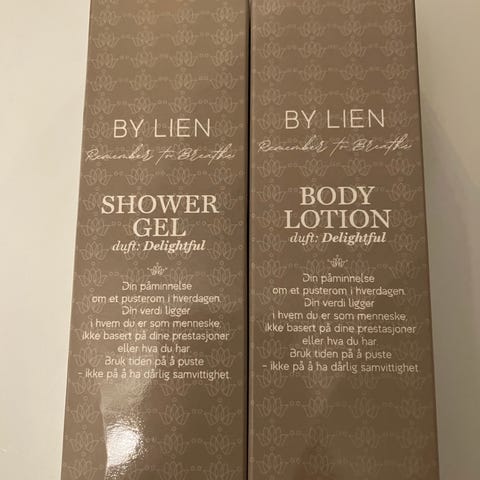 BY LIEN
Remember to Breathe
SHOWER
GEL
duft: Delightful
Din påminnelse
om et pusterom i hverdagen.
Din verdi ligger
i hvem du er som menneske,
ikke basert på dine prestasjoner
eller hva du har.
Bruk tiden på å puste
- ikke på å ha dårlig samvittighet.
BY LIEN
Remember to Breathe
BODY
LOTION
duft: Delightful
Din påminnelse
om et pusterom i hverdagen.
Din verdi ligger
i hvem du er som menneske,
ikke basert på dine prestasjoner
eller hva du har.
Bruk tiden på å puste
- ikke på å ha dårlig samvittighet.